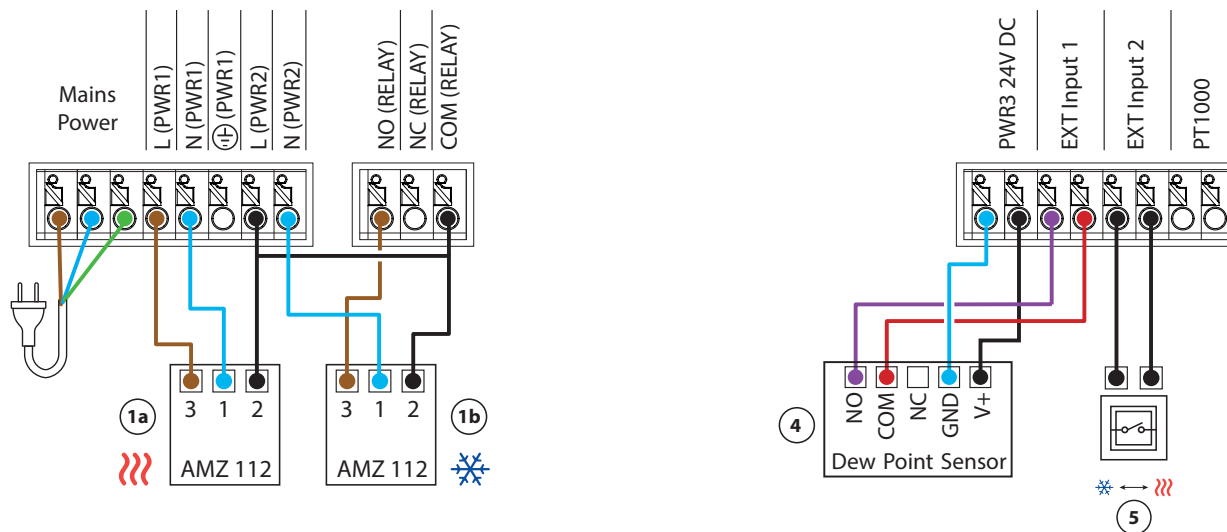 Mains
Power
L (PWR1)
N (PWR1)
(PWR1)
L (PWR2)
N (PWR2)
NO (RELAY)
NC (RELAY)
COM (RELAY)
PWR3 24V DC
EXT Input 1
EXT Input 2
PT1000
3 1 2
3 1 2
1a
1b
AMZ 112
AMZ 112
4
NO
COM
NC
GND
V+
Dew Point Sensor
5